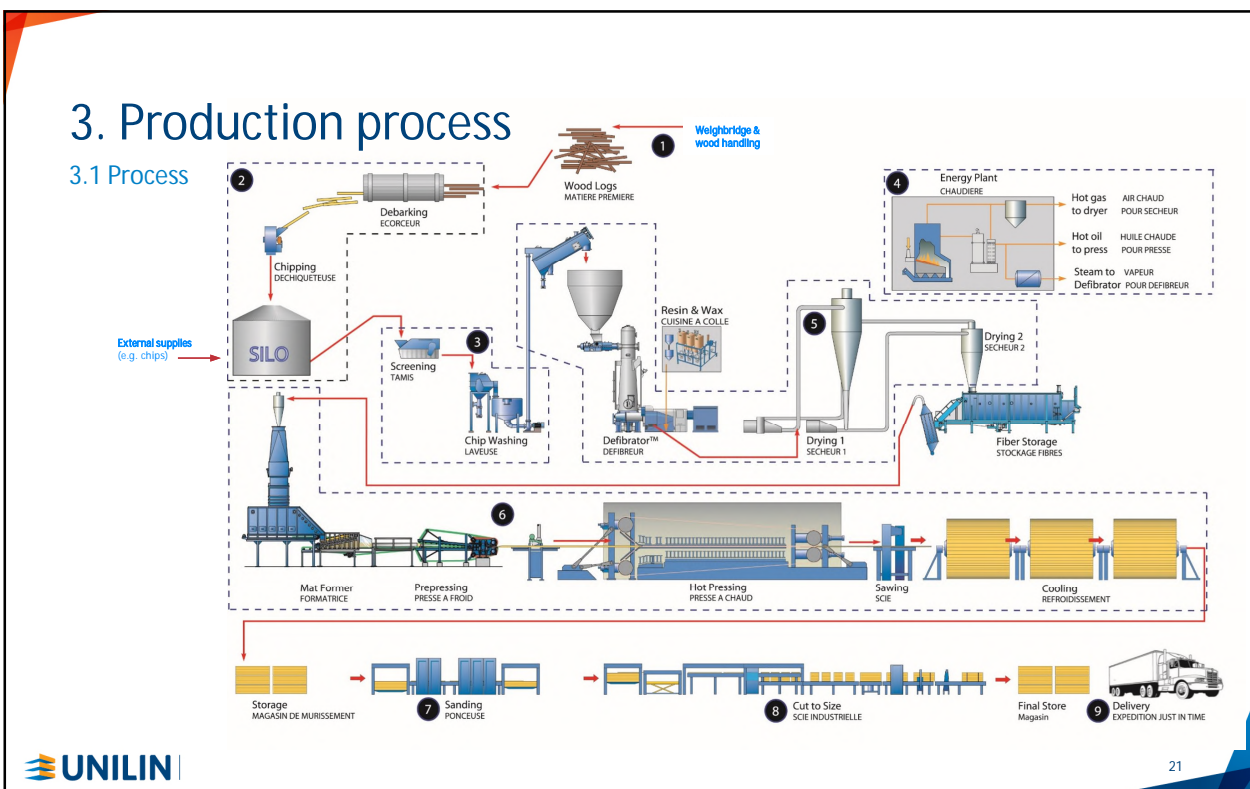 3. Production process
3.1 Process
1
Weighbridge &
wood handling
Wood Logs
MATIERE PREMIERE
2
Debarking
ECORCEUR
Chipping
DECHIQUETEUSE
External supplies
(e.g. chips)
SILO
3
Screening
TAMIS
Chip Washing
LAVEUSE
Resin & Wax
CUISINE A COLLE
Defibrator™
DEFIBREUR
4
Energy Plant
CHAUDIERE
Hot gas AIR CHAUD
to dryer POUR SECHEUR
Hot oil HUILE CHAUDE
to press POUR PRESSE
Steam to VAPEUR
Defibrator POUR DEFIBREUR
5
Drying 1
SECHEUR 1
Drying 2
SECHEUR 2
Fiber Storage
STOCKAGE FIBRES
6
Mat Former
FORMATRICE
Prepressing
PRESSE A FROID
Hot Pressing
PRESSE A CHAUD
Sawing
SCIE
Cooling
REFROIDISSEMENT
Storage
MAGASIN DE MURISSEMENT
7 Sanding
PONCEUSE
8 Cut to Size
SCIE INDUSTRIELLE
Final Store
Magasin
9 Delivery
EXPEDITION JUST IN TIME
UNILIN
21